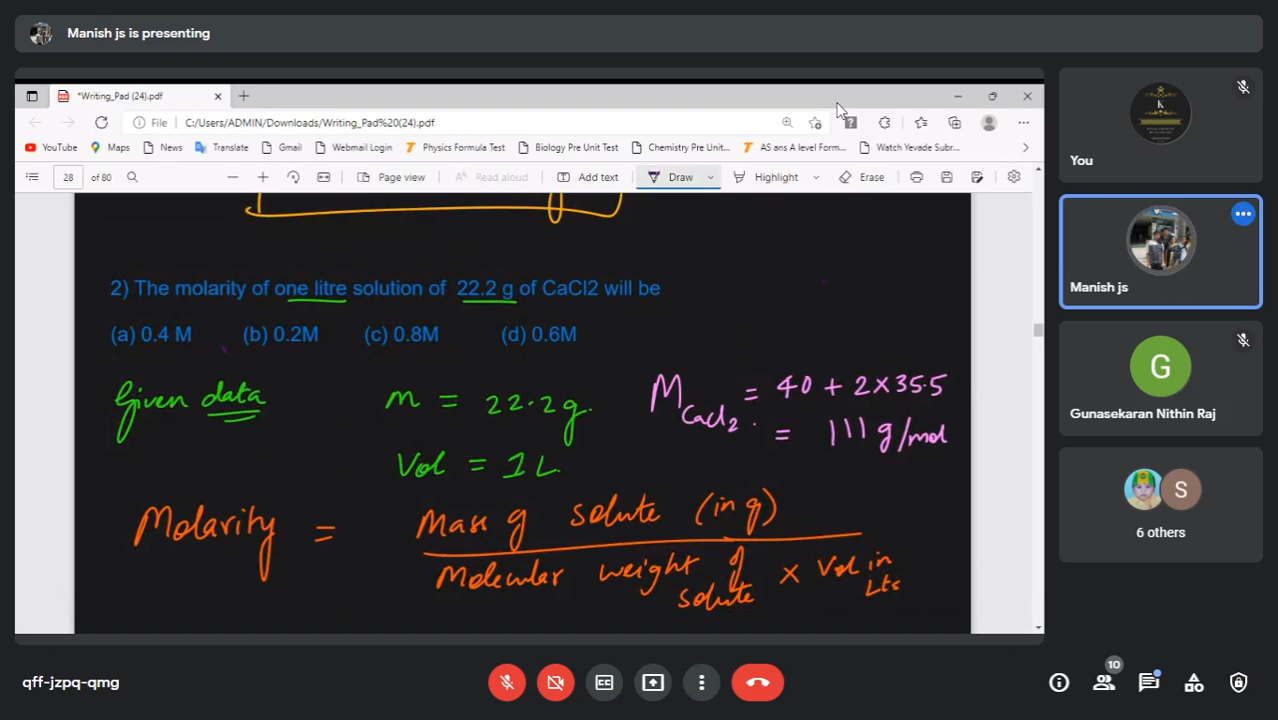 Manish js is presenting
*Writing_Pad (24).pdf
File C:/Users/ADMIN/Downloads/Writing_Pad%20(24).pdf
YouTube Maps News Translate Gmail Webmail Login Physics Formula Test Biology Pre Unit Test Chemistry Pre Unit... AS ans A level Form... Watch Yevade Subr...
28 of 80 Page view Read aloud Add text Draw Highlight Erase
2) The molarity of one litre solution of 22.2 g of CaCl2 will be
(a) 0.4 M (b) 0.2M (c) 0.8M (d) 0.6M
Given data m = 22.2g. M CaCl2 = 40 + 2×35.5
= 111 g/mol
Vol = 1 L.
Molarity = Mass of solute (in g)
Molecular weight of solute × Vol in Lts
K
You
Manish js
G
Gunasekaran Nithin Raj
S
6 others
qff-jzpq-qmg
10